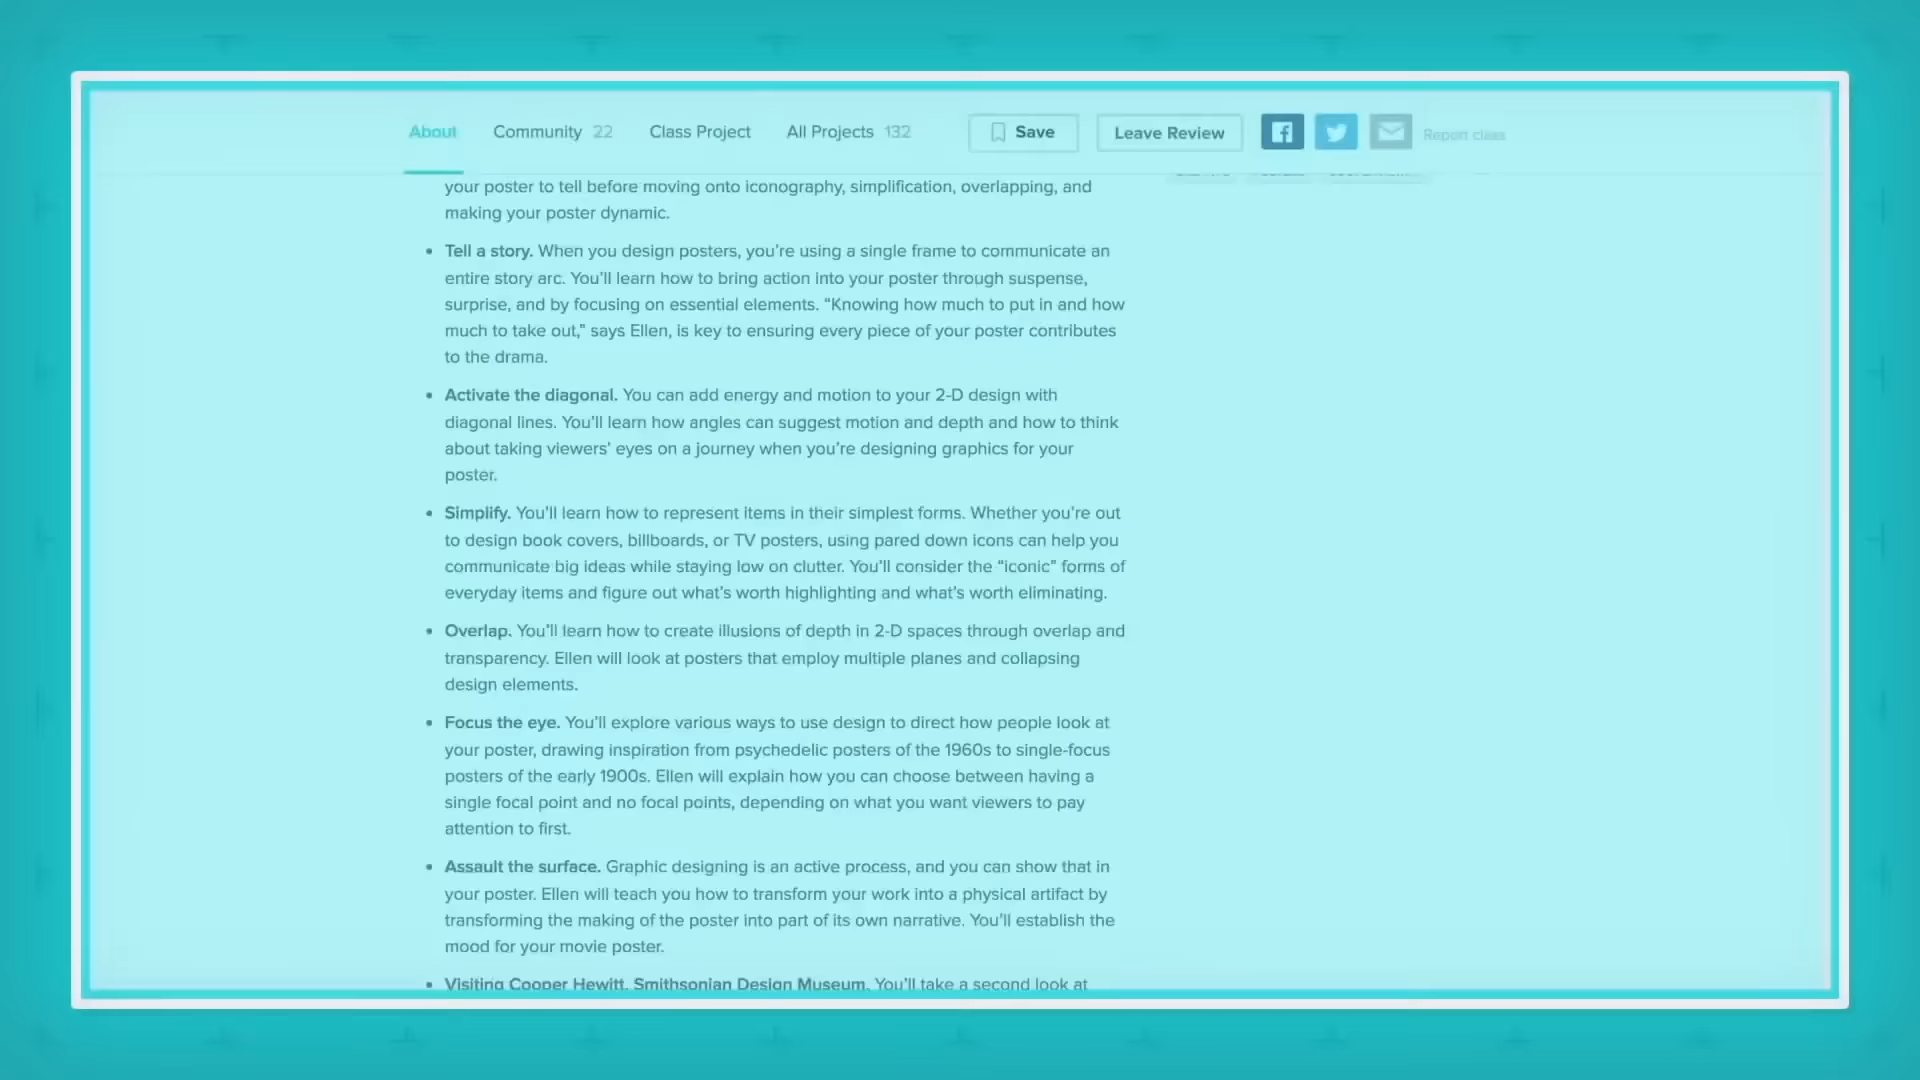 About Community 22 Class Project All Projects 132 Save Leave Review Report class
your poster to tell before moving onto iconography, simplification, overlapping, and
making your poster dynamic.
• Tell a story. When you design posters, you’re using a single frame to communicate an
entire story arc. You’ll learn how to bring action into your poster through suspense,
surprise, and by focusing on essential elements. “Knowing how much to put in and how
much to take out,” says Ellen, is key to ensuring every piece of your poster contributes
to the drama.
• Activate the diagonal. You can add energy and motion to your 2-D design with
diagonal lines. You’ll learn how angles can suggest motion and depth and how to think
about taking viewers’ eyes on a journey when you’re designing graphics for your
poster.
• Simplify. You’ll learn how to represent items in their simplest forms. Whether you’re out
to design book covers, billboards, or TV posters, using pared down icons can help you
communicate big ideas while staying low on clutter. You’ll consider the “iconic” forms of
everyday items and figure out what’s worth highlighting and what’s worth eliminating.
• Overlap. You’ll learn how to create illusions of depth in 2-D spaces through overlap and
transparency. Ellen will look at posters that employ multiple planes and collapsing
design elements.
• Focus the eye. You’ll explore various ways to use design to direct how people look at
your poster, drawing inspiration from psychedelic posters of the 1960s to single-focus
posters of the early 1900s. Ellen will explain how you can choose between having a
single focal point and no focal points, depending on what you want viewers to pay
attention to first.
• Assault the surface. Graphic designing is an active process, and you can show that in
your poster. Ellen will teach you how to transform your work into a physical artifact by
transforming the making of the poster into part of its own narrative. You’ll establish the
mood for your movie poster.
• Visiting Cooper Hewitt, Smithsonian Design Museum. You’ll take a second look at